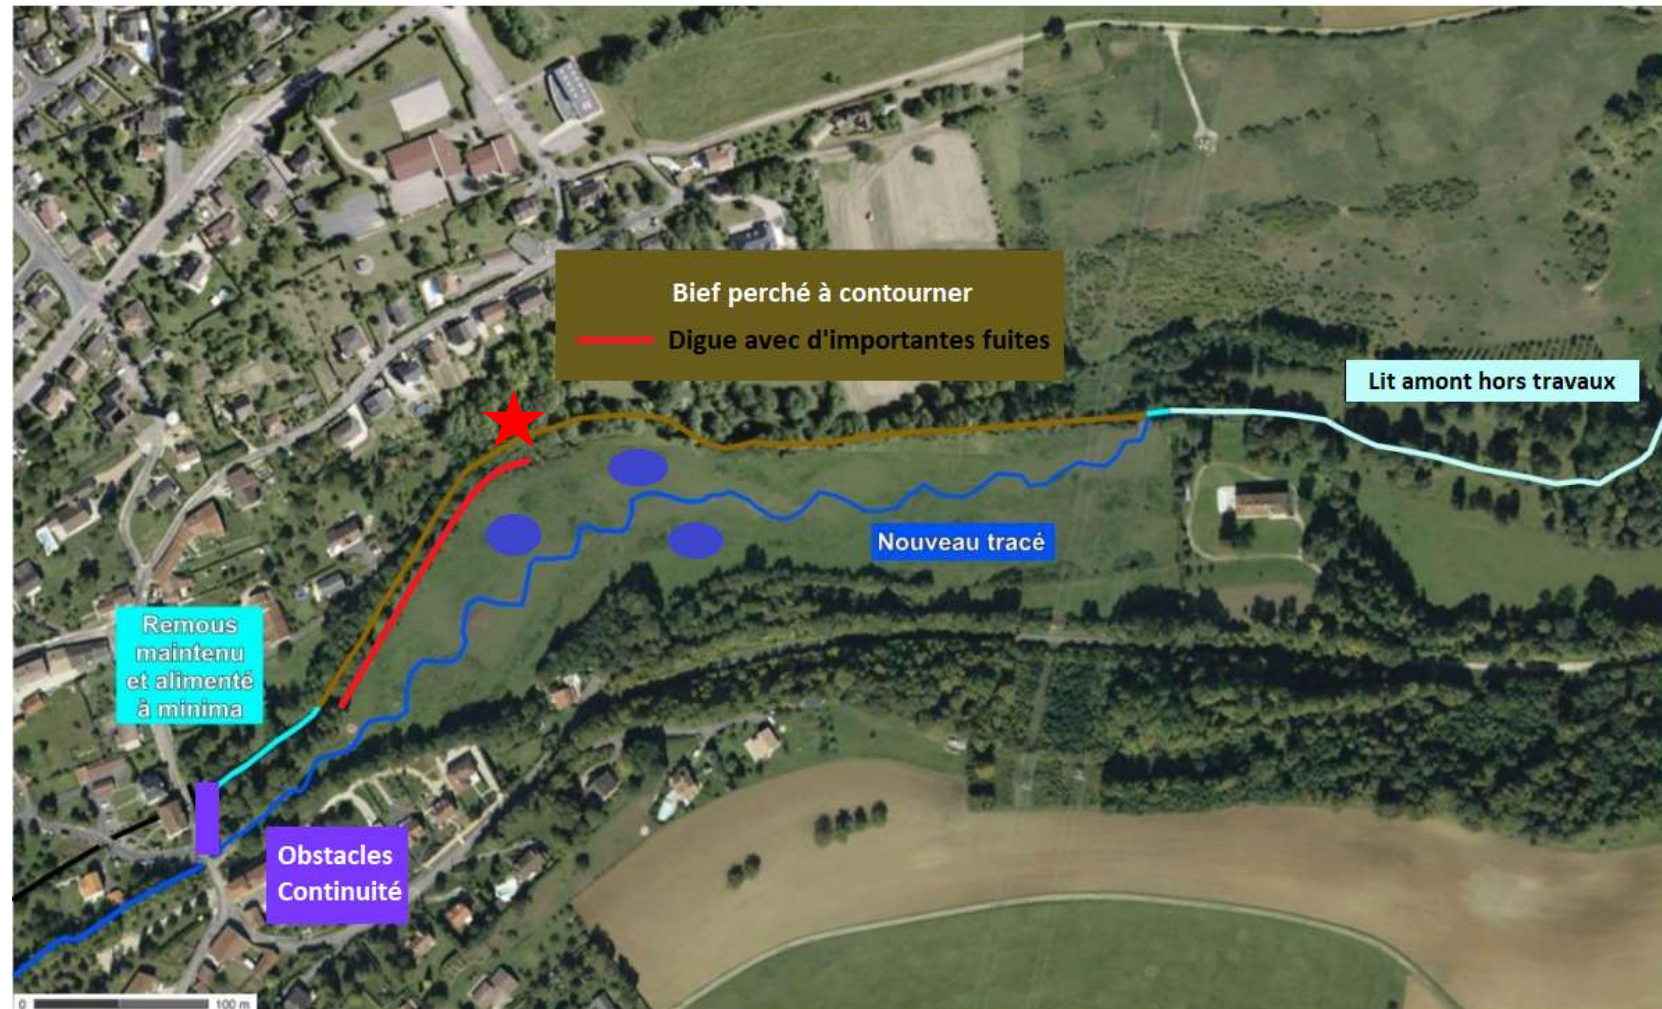 Bief perché à contourner
Digue avec d'importantes fuites
Lit amont hors travaux
Nouveau tracé
Remous
maintenu
et alimenté
à minima
Obstacles
Continuité
0 100 m